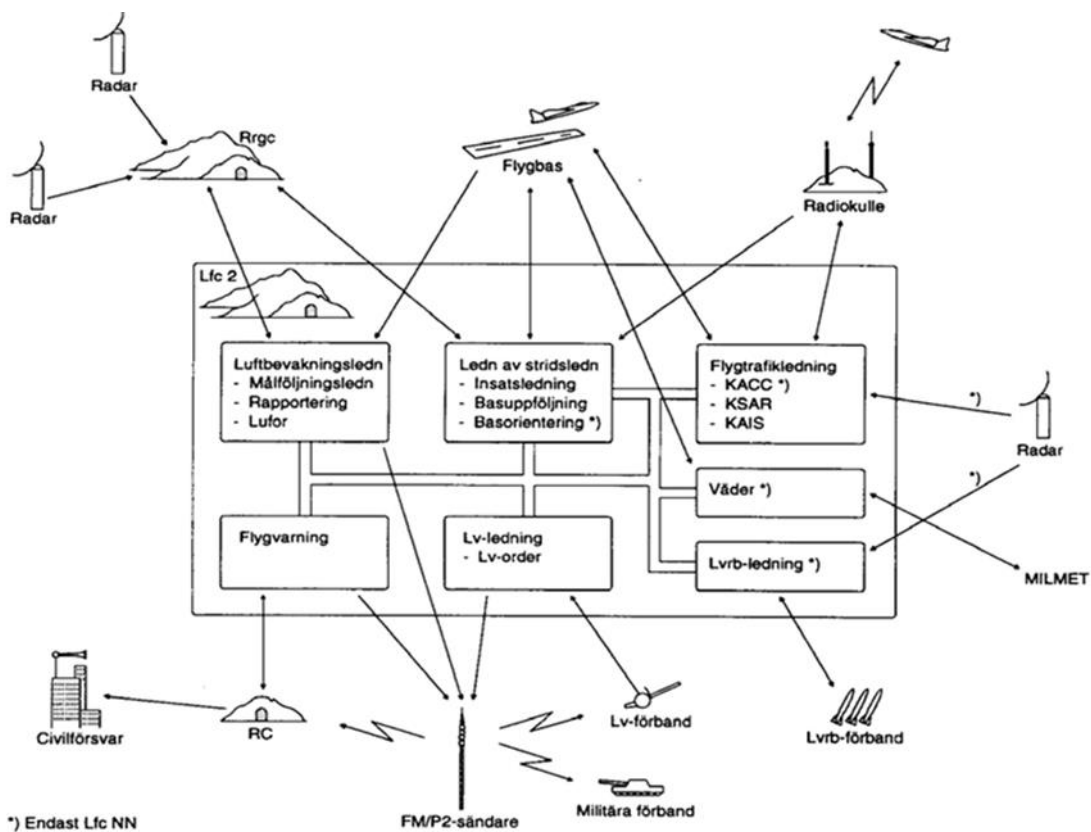 Radar
Rrgc
Radar
Flygbas
Radiokulle
Lfc 2
Luftbevakningsledn
- Målföljningsledn
- Rapportering
- Lufor
Ledn av stridsledn
- Insatsledning
- Basuppföljning
- Basorientering *)
Flygtrafikledning
- KACC *)
- KSAR
- KAIS
*)
Radar
*)
Väder *)
Flygvarning
Lv-ledning
- Lv-order
Lvrb-ledning *)
MILMET
Civilförsvar
RC
FM/P2-sändare
Lv-förband
Militära förband
Lvrb-förband
*) Endast Lfc NN